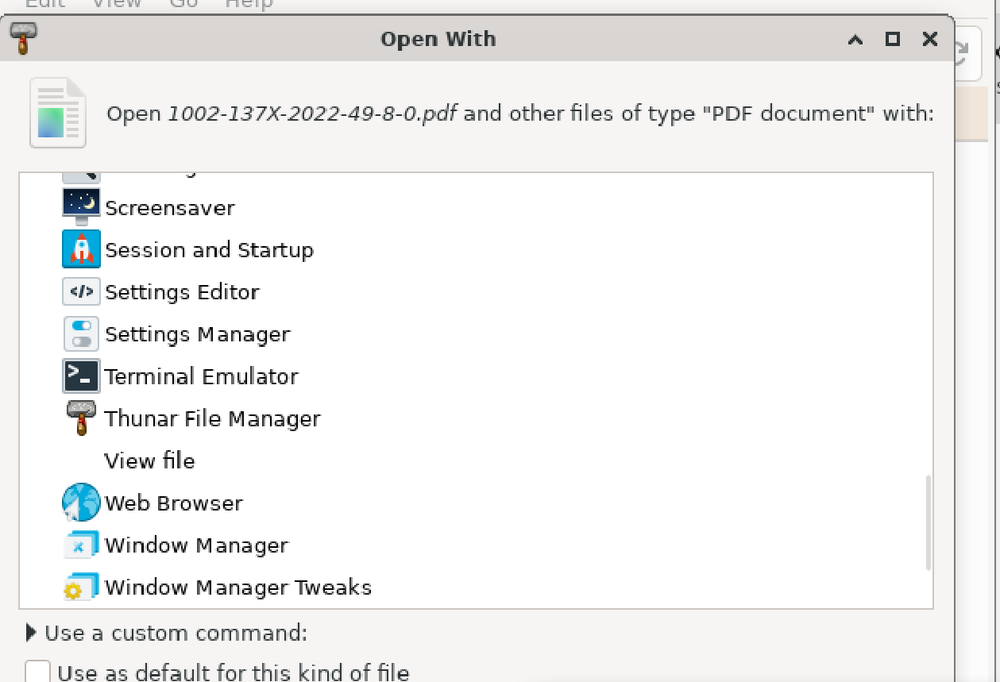 Edit View Go Help
Open With
Open 1002-137X-2022-49-8-0.pdf and other files of type "PDF document" with:
Screensaver
Session and Startup
</>
Settings Editor
Settings Manager
>_
Terminal Emulator
Thunar File Manager
View file
Web Browser
Window Manager
Window Manager Tweaks
Use a custom command:
Use as default for this kind of file